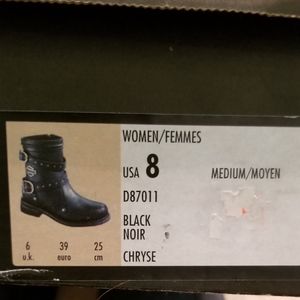 WOMEN/FEMMES
USA 8
MEDIUM/MOYEN
D87011
BLACK
NOIR
CHRYSE
6 39 25
u.k. euro cm